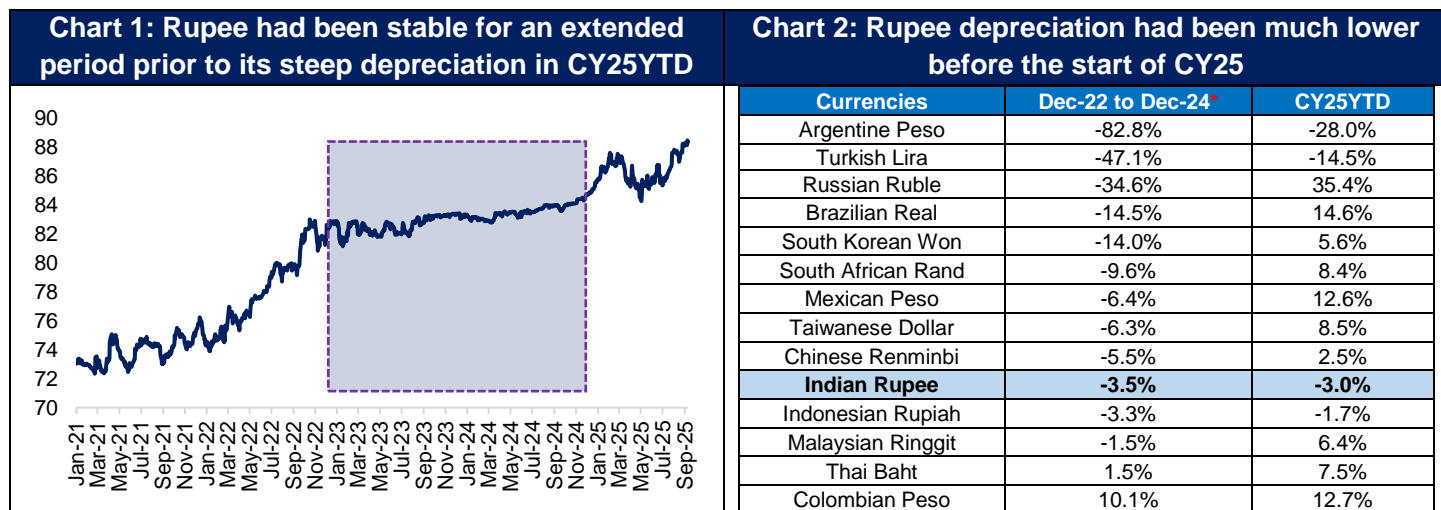 Chart 1: Rupee had been stable for an extended
period prior to its steep depreciation in CY25YTD
90
88
86
84
82
80
78
76
74
72
70
Jan-21
Mar-21
May-21
Jul-21
Sep-21
Nov-21
Jan-22
Mar-22
May-22
Jul-22
Sep-22
Nov-22
Jan-23
Mar-23
May-23
Jul-23
Sep-23
Nov-23
Jan-24
Mar-24
May-24
Jul-24
Sep-24
Nov-24
Jan-25
Mar-25
May-25
Jul-25
Sep-25
Chart 2: Rupee depreciation had been much lower
before the start of CY25
Currencies Dec-22 to Dec-24* CY25YTD
Argentine Peso -82.8% -28.0%
Turkish Lira -47.1% -14.5%
Russian Ruble -34.6% 35.4%
Brazilian Real -14.5% 14.6%
South Korean Won -14.0% 5.6%
South African Rand -9.6% 8.4%
Mexican Peso -6.4% 12.6%
Taiwanese Dollar -6.3% 8.5%
Chinese Renminbi -5.5% 2.5%
Indian Rupee -3.5% -3.0%
Indonesian Rupiah -3.3% -1.7%
Malaysian Ringgit -1.5% 6.4%
Thai Baht 1.5% 7.5%
Colombian Peso 10.1% 12.7%